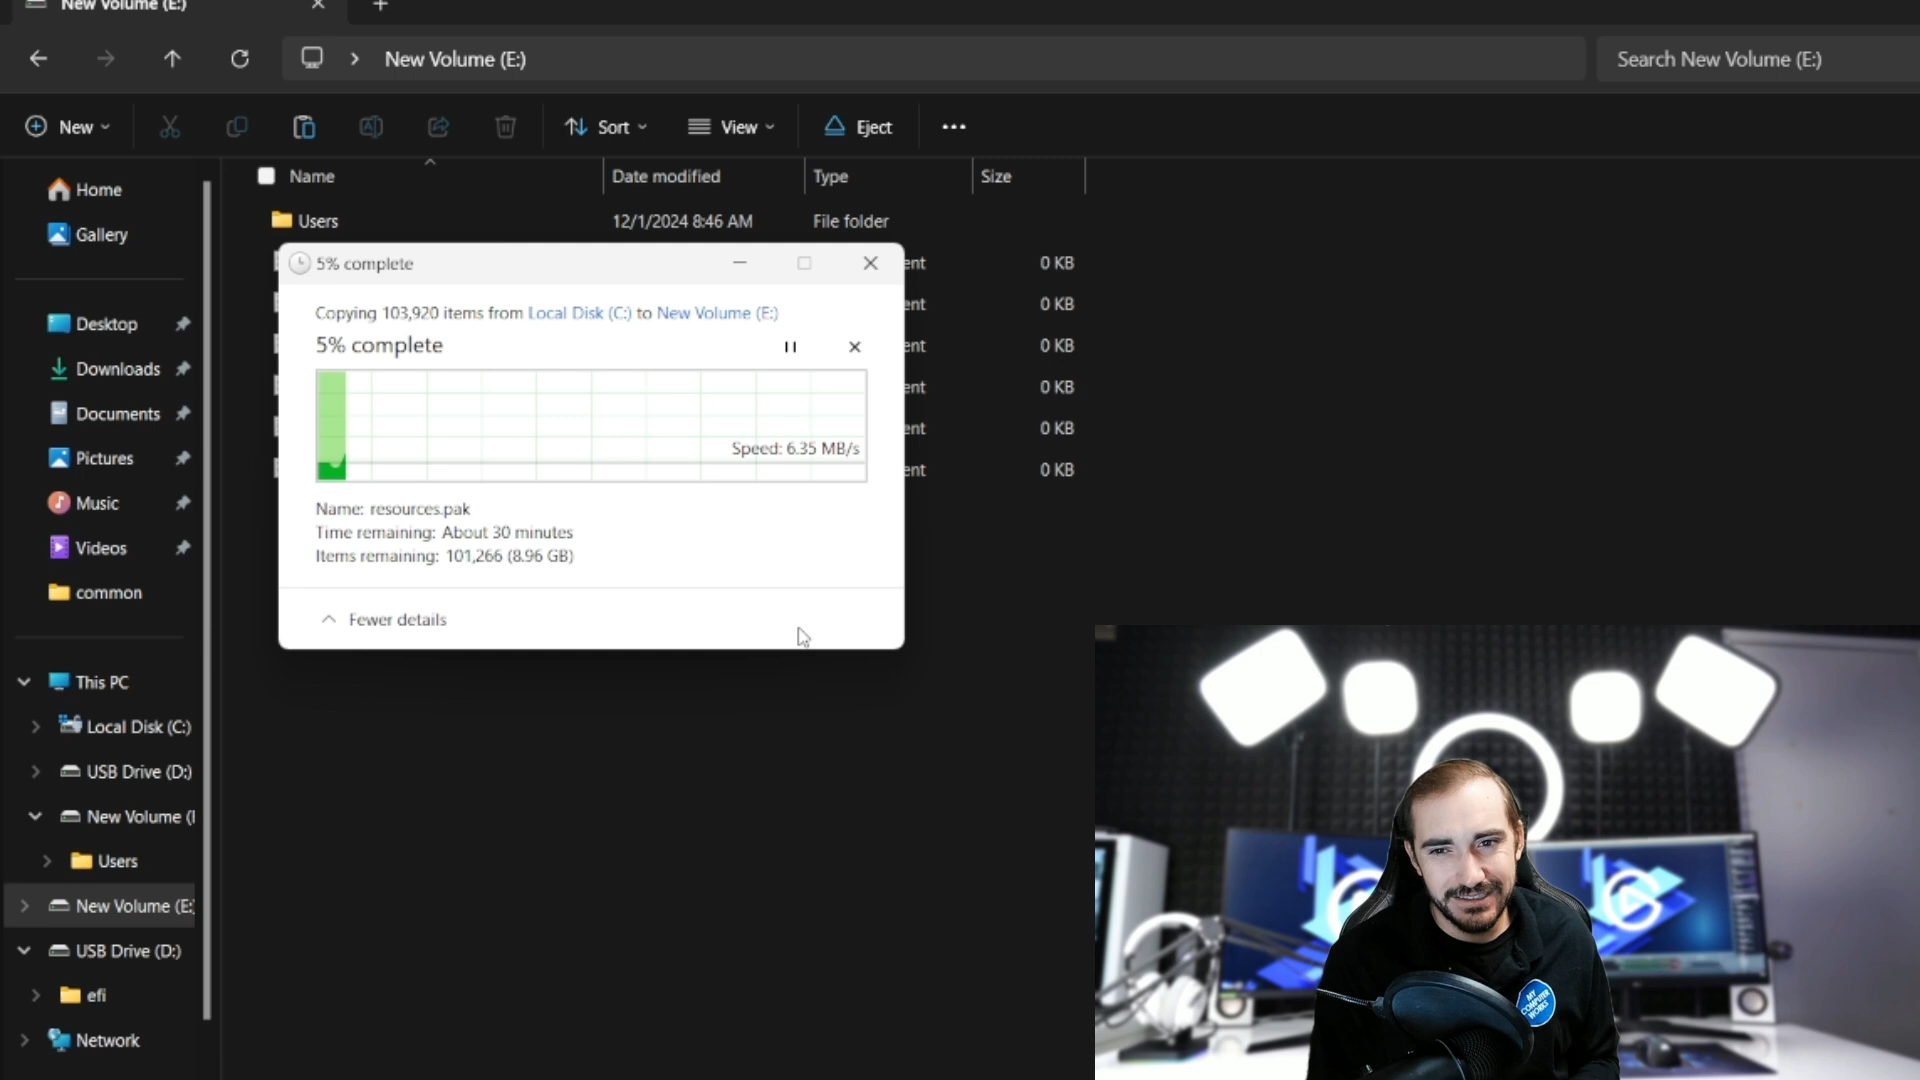 New Volume (E:)
New Volume (E:)
Search New Volume (E:)
New
Sort
View
Eject
Name
Date modified
Type
Size
Home
Gallery
Desktop
Downloads
Documents
Pictures
Music
Videos
common
This PC
Local Disk (C:)
USB Drive (D:)
New Volume (
Users
New Volume (E:
USB Drive (D:)
efi
Network
Users
12/1/2024 8:46 AM
File folder
ent
0 KB
ent
0 KB
ent
0 KB
ent
0 KB
ent
0 KB
ent
0 KB
5% complete
Copying 103,920 items from Local Disk (C:) to New Volume (E:)
5% complete
Speed: 6.35 MB/s
Name: resources.pak
Time remaining: About 30 minutes
Items remaining: 101,266 (8.96 GB)
Fewer details
MY
COMPUTER
WORKS